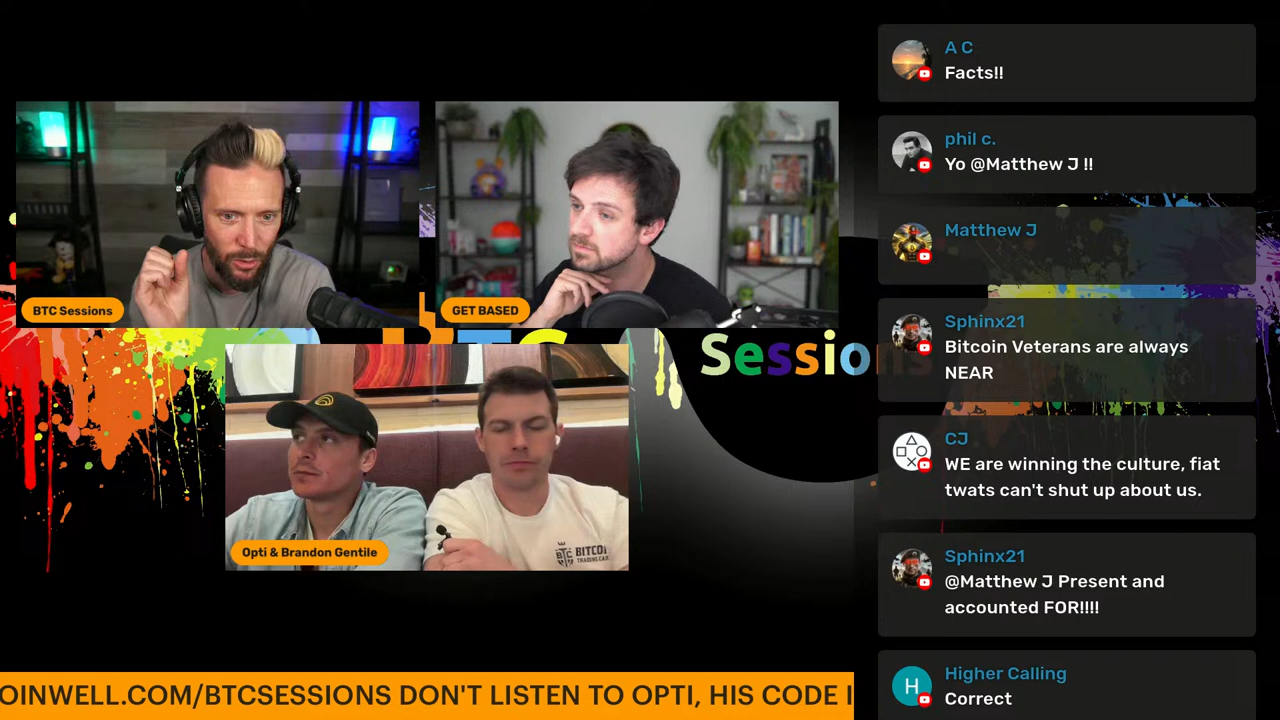 BTC Sessions
GET BASED
Sessions
Opti & Brandon Gentile
BITCOI
OINWELL.COM/BTCSESSIONS DON'T LISTEN TO OPTI, HIS CODE I
A C
Facts!!
phil c.
Yo @Matthew J !!
Matthew J
Sphinx21
Bitcoin Veterans are always
NEAR
CJ
WE are winning the culture, fiat
twats can't shut up about us.
Sphinx21
@Matthew J Present and
accounted FOR!!!!
H
Higher Calling
Correct